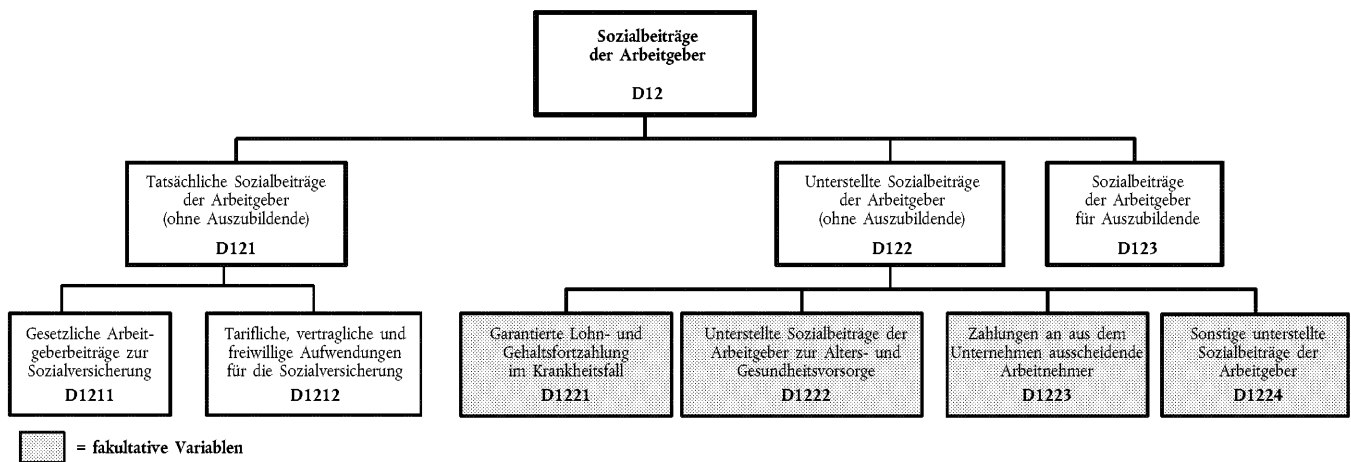 Sozialbeiträge
der Arbeitgeber
D12
Tatsächliche Sozialbeiträge
der Arbeitgeber
(ohne Auszubildende)
D121
Unterstellte Sozialbeiträge
der Arbeitgeber
(ohne Auszubildende)
D122
Sozialbeiträge
der Arbeitgeber
für Auszubildende
D123
Gesetzliche Arbeit-
geberbeiträge zur
Sozialversicherung
D1211
Tarifliche, vertragliche und
freiwillige Aufwendungen
für die Sozialversicherung
D1212
Garantierte Lohn- und
Gehaltsfortzahlung
im Krankheitsfall
D1221
Unterstellte Sozialbeiträge der
Arbeitgeber zur Alters- und
Gesundheitsvorsorge
D1222
Zahlungen an aus dem
Unternehmen ausscheidende
Arbeitnehmer
D1223
Sonstige unterstellte
Sozialbeiträge der
Arbeitgeber
D1224
= fakultative Variablen